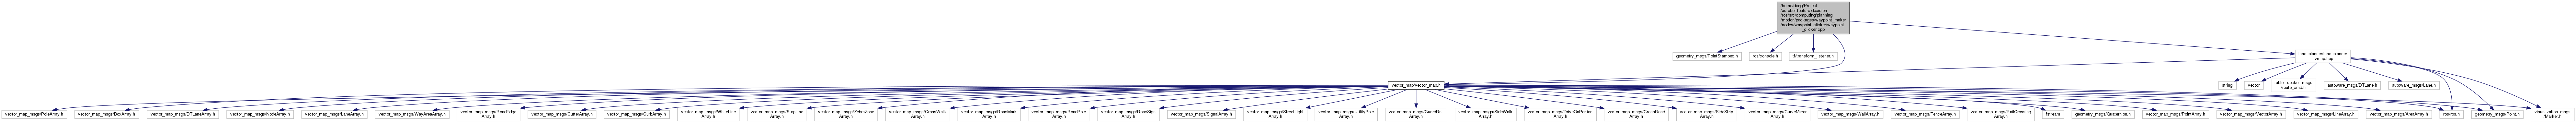 /home/dang/Project
/autobot-feature-decision
/ros/src/computing/planning
/motion/packages/waypoint_maker
/nodes/waypoint_clicker/waypoint
_clicker.cpp
geometry_msgs/PointStamped.h
ros/console.h
tf/transform_listener.h
lane_planner/lane_planner
_vmap.hpp
vector_map/vector_map.h
string
vector
tablet_socket_msgs
/route_cmd.h
autoware_msgs/DTLane.h
autoware_msgs/Lane.h
vector_map_msgs/PoleArray.h
vector_map_msgs/BoxArray.h
vector_map_msgs/DTLaneArray.h
vector_map_msgs/NodeArray.h
vector_map_msgs/LaneArray.h
vector_map_msgs/WayAreaArray.h
vector_map_msgs/RoadEdge
Array.h
vector_map_msgs/GutterArray.h
vector_map_msgs/CurbArray.h
vector_map_msgs/WhiteLine
Array.h
vector_map_msgs/StopLine
Array.h
vector_map_msgs/ZebraZone
Array.h
vector_map_msgs/CrossWalk
Array.h
vector_map_msgs/RoadMark
Array.h
vector_map_msgs/RoadPole
Array.h
vector_map_msgs/RoadSign
Array.h
vector_map_msgs/SignalArray.h
vector_map_msgs/StreetLight
Array.h
vector_map_msgs/UtilityPole
Array.h
vector_map_msgs/GuardRail
Array.h
vector_map_msgs/SideWalk
Array.h
vector_map_msgs/DriveOnPortion
Array.h
vector_map_msgs/CrossRoad
Array.h
vector_map_msgs/SideStrip
Array.h
vector_map_msgs/CurveMirror
Array.h
vector_map_msgs/WallArray.h
vector_map_msgs/FenceArray.h
vector_map_msgs/RailCrossing
Array.h
fstream
geometry_msgs/Quaternion.h
vector_map_msgs/PointArray.h
vector_map_msgs/VectorArray.h
vector_map_msgs/LineArray.h
vector_map_msgs/AreaArray.h
ros/ros.h
geometry_msgs/Point.h
visualization_msgs
/Marker.h